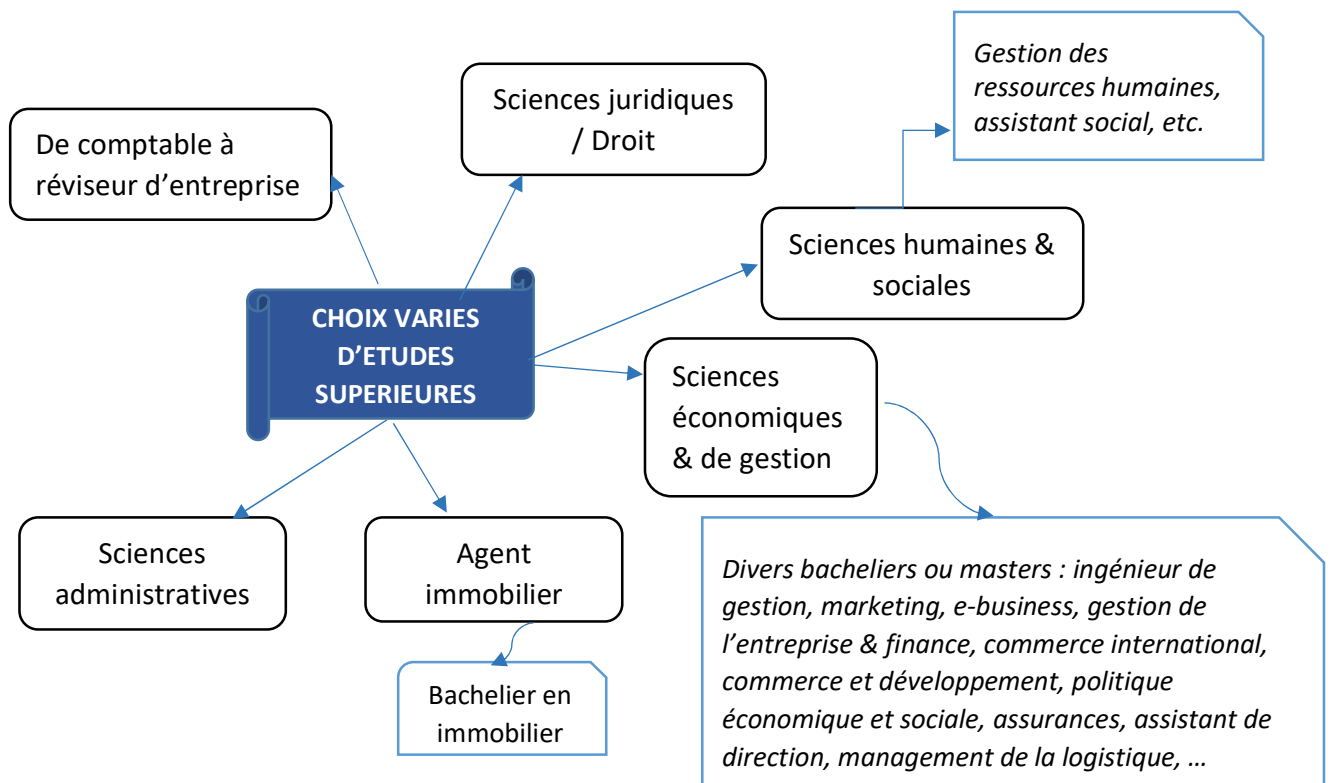 Gestion des
ressources humaines,
assistant social, etc.
Sciences juridiques
/ Droit
De comptable à
réviseur d’entreprise
Sciences humaines &
sociales
CHOIX VARIES
D’ETUDES
SUPERIEURES
Sciences
économiques
& de gestion
Sciences
administratives
Agent
immobilier
Bachelier en
immobilier
Divers bacheliers ou masters : ingénieur de
gestion, marketing, e-business, gestion de
l’entreprise & finance, commerce international,
commerce et développement, politique
économique et sociale, assurances, assistant de
direction, management de la logistique, …